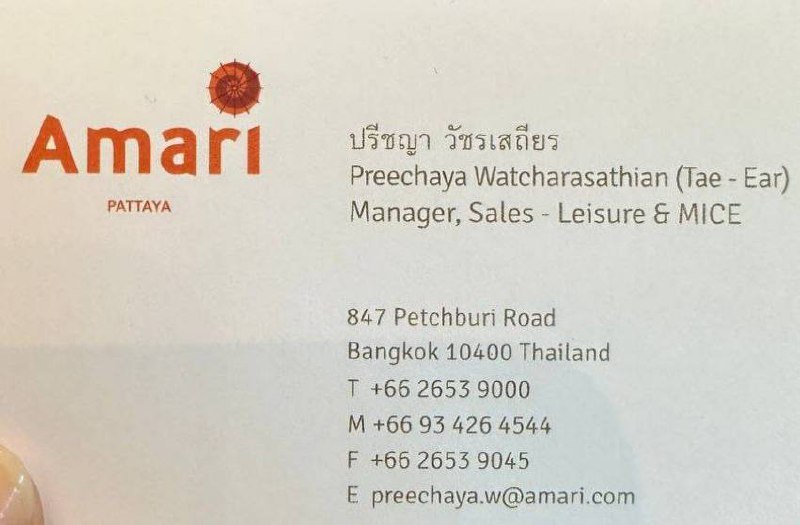 Amari
PATTAYA
ปรีชญา วัชรเสถียร
Preechaya Watcharasathian (Tae - Ear)
Manager, Sales - Leisure & MICE
847 Petchburi Road
Bangkok 10400 Thailand
T +66 2653 9000
M +66 93 426 4544
F +66 2653 9045
E preechaya.w@amari.com